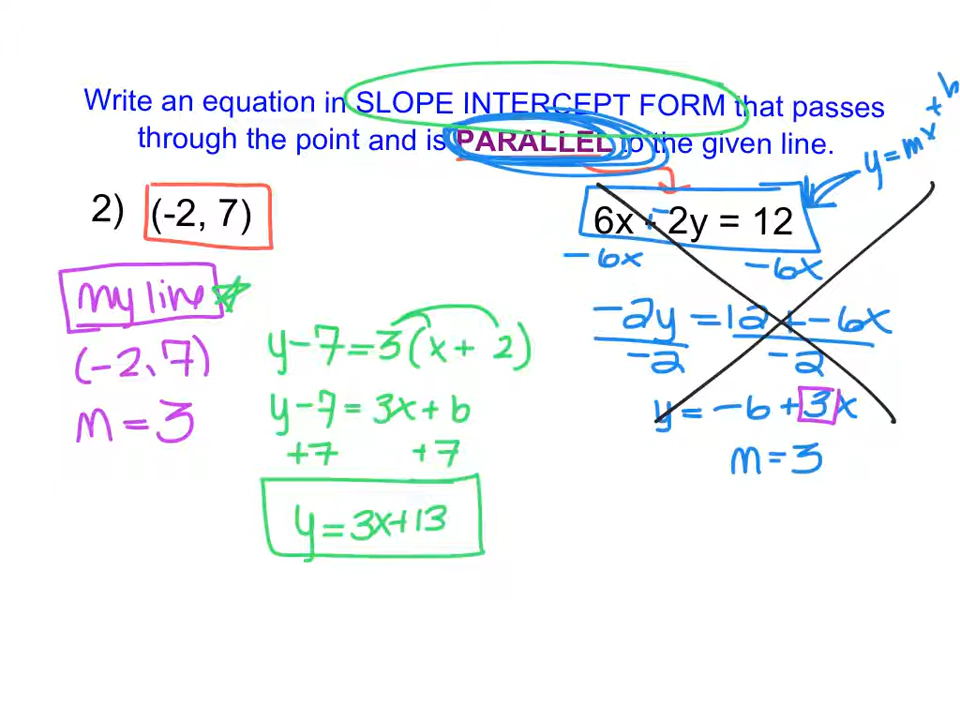 Write an equation in SLOPE INTERCEPT FORM that passes
through the point and is PARALLEL to the given line.
y=mx+b
2) (-2, 7)
6x - 2y = 12
-6x -6x
my line
(-2, 7)
m = 3
y-7=3(x+2)
y-7=3x+6
+7 +7
y=3x+13
-2y = 12 + -6x
-2 -2
y = -6 + 3x
m=3